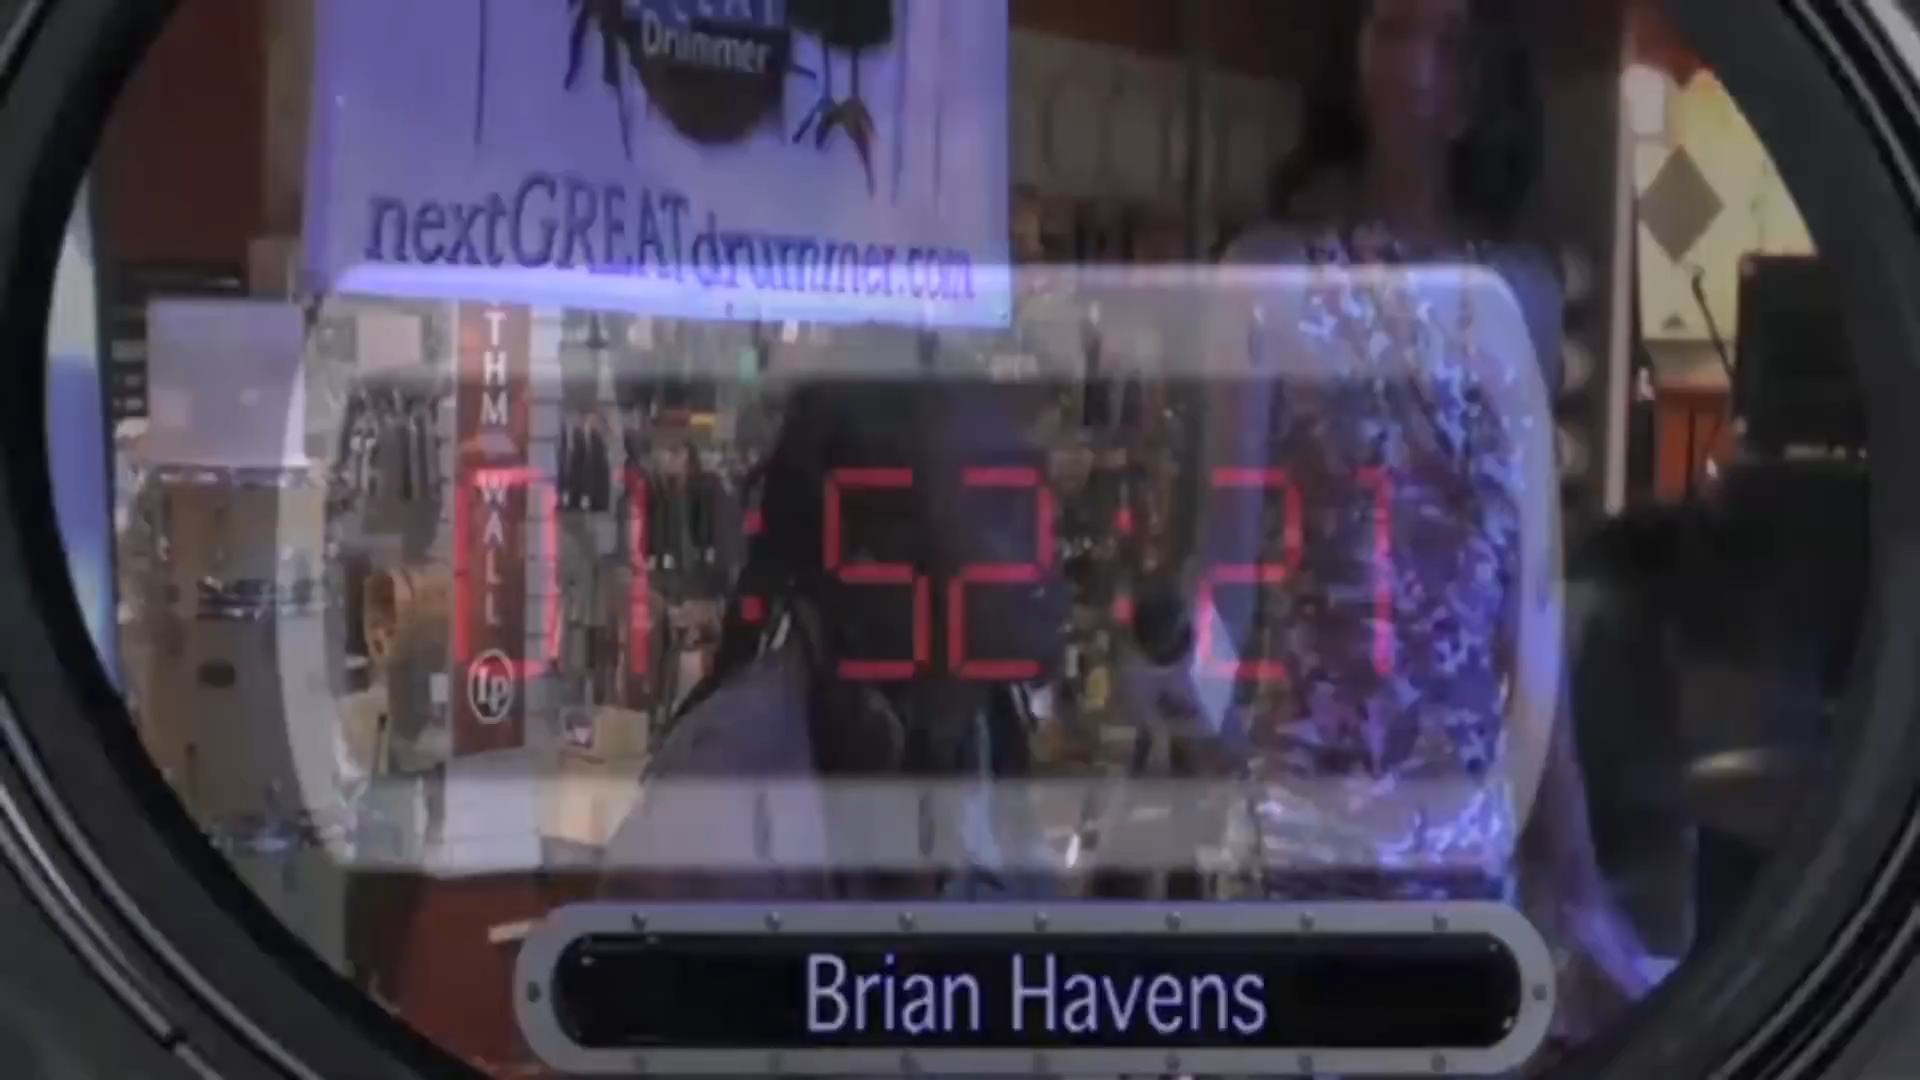 Drummer
nextGREATdrummer.com
THM
WALL
LP
01:52:21
Brian Havens